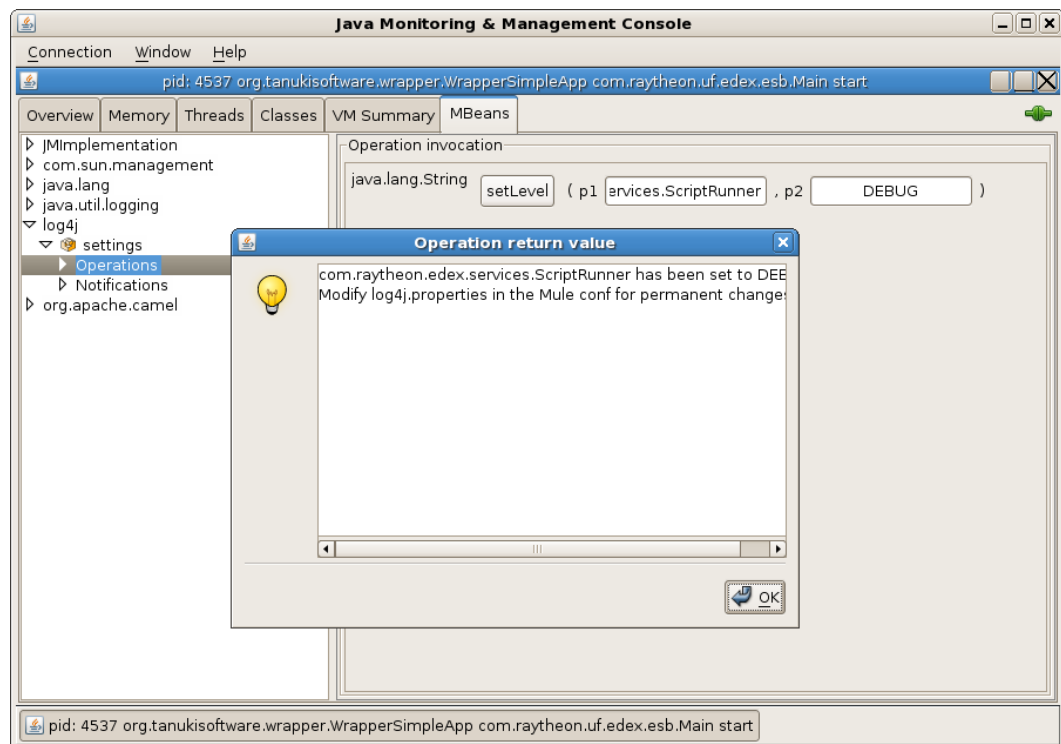 Java Monitoring & Management Console
Connection Window Help
pid: 4537 org.tanukisoftware.wrapper.WrapperSimpleApp com.raytheon.uf.edex.esb.Main start
Overview Memory Threads Classes VM Summary MBeans
JMImplementation
com.sun.management
java.lang
java.util.logging
log4j
settings
Operations
Notifications
org.apache.camel
Operation invocation
java.lang.String setLevel ( p1 ervices.ScriptRunner , p2 DEBUG )
Operation return value
com.raytheon.edex.services.ScriptRunner has been set to DEE
Modify log4j.properties in the Mule conf for permanent changes
OK
pid: 4537 org.tanukisoftware.wrapper.WrapperSimpleApp com.raytheon.uf.edex.esb.Main start